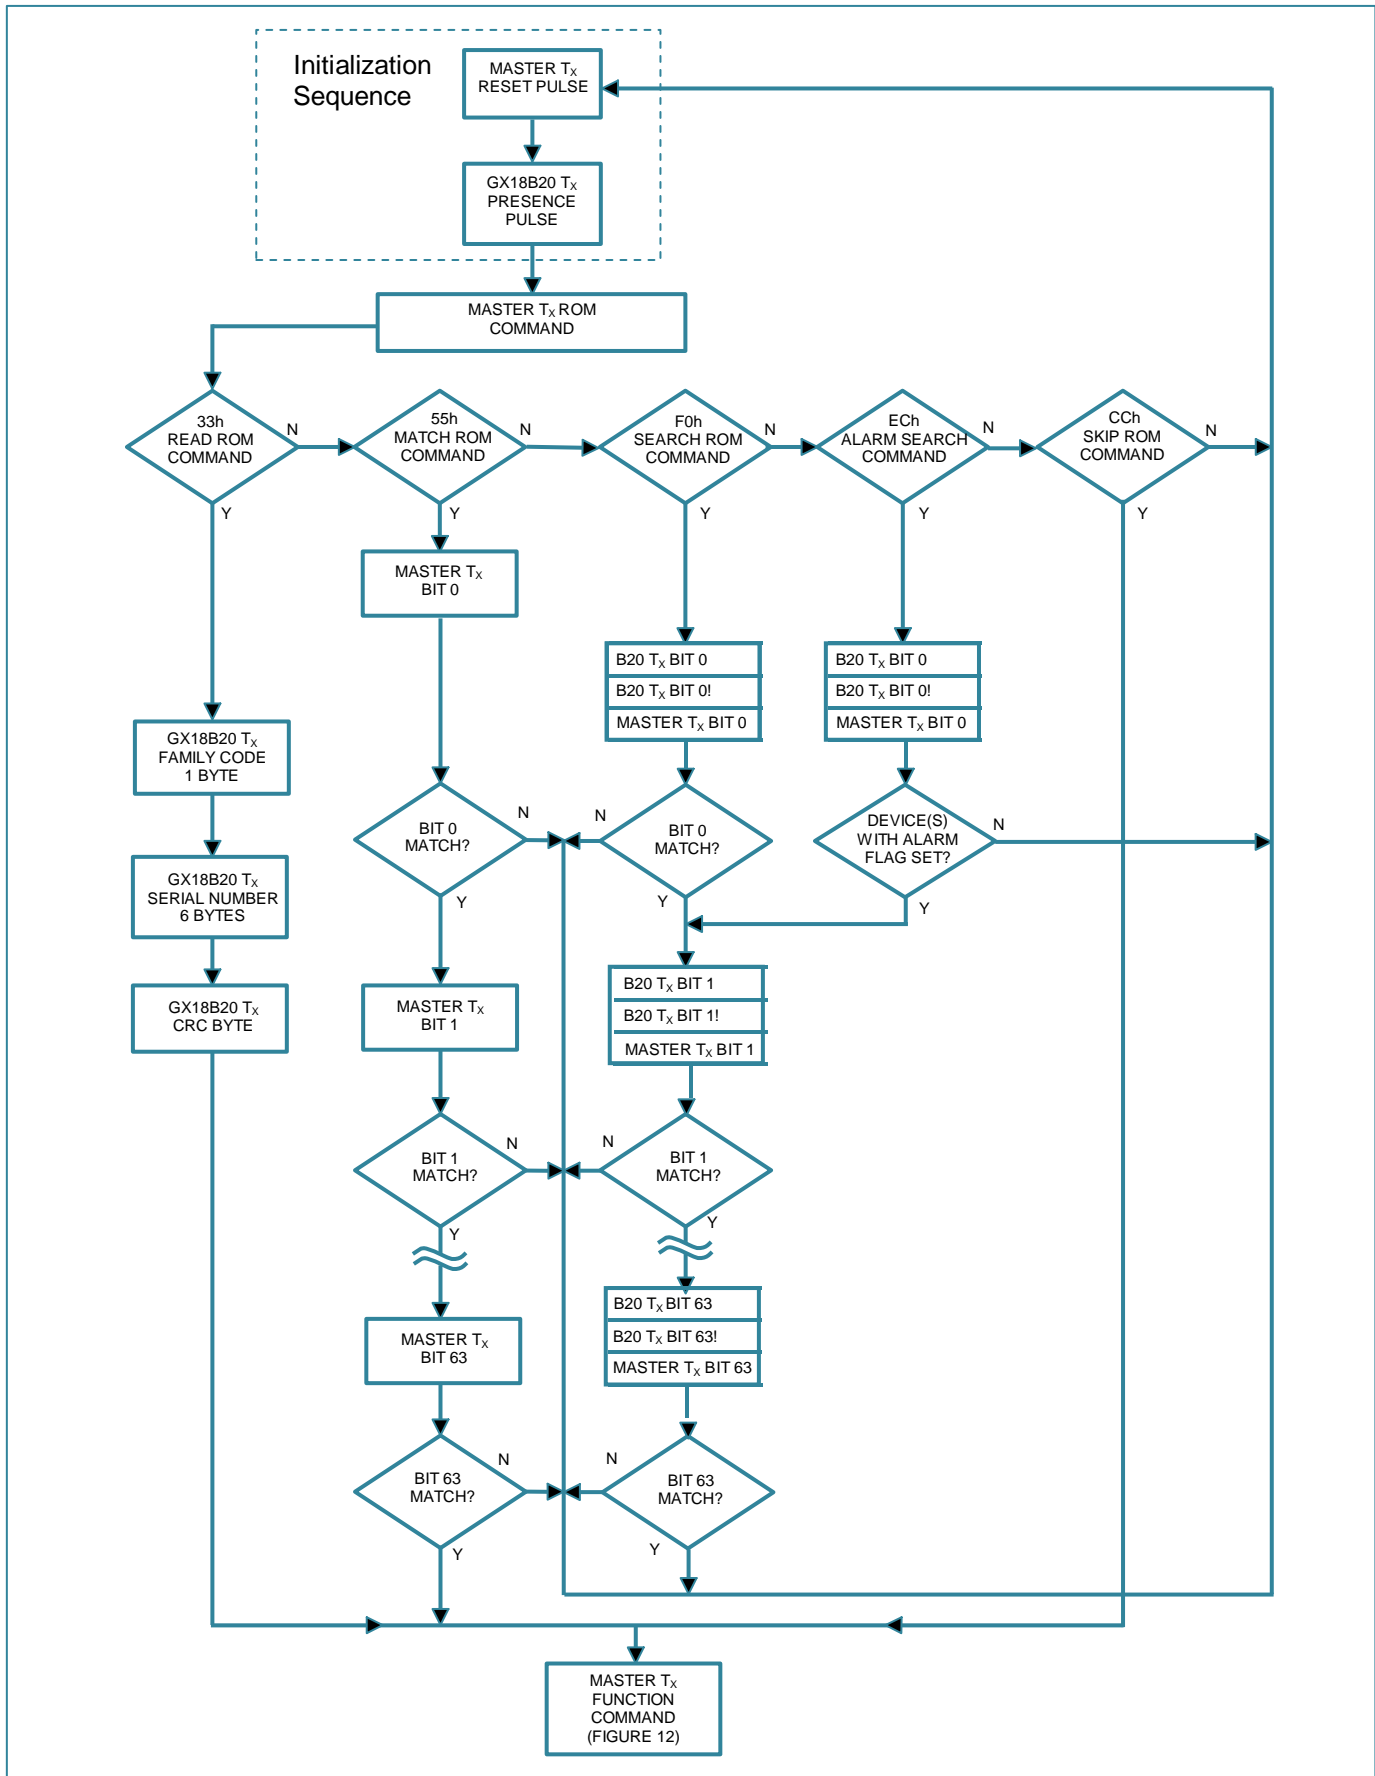 Initialization
Sequence
MASTER TX
RESET PULSE
GX18B20 TX
PRESENCE
PULSE
MASTER TX ROM
COMMAND
33h
READ ROM
COMMAND
N
Y
55h
MATCH ROM
COMMAND
N
Y
F0h
SEARCH ROM
COMMAND
N
Y
ECh
ALARM SEARCH
COMMAND
N
Y
CCh
SKIP ROM
COMMAND
N
Y
MASTER TX
BIT 0
B20 TX BIT 0
B20 TX BIT 0!
MASTER TX BIT 0
B20 TX BIT 0
B20 TX BIT 0!
MASTER TX BIT 0
GX18B20 TX
FAMILY CODE
1 BYTE
BIT 0
MATCH?
N
Y
BIT 0
MATCH?
N
Y
DEVICE(S)
WITH ALARM
FLAG SET?
N
Y
GX18B20 TX
SERIAL NUMBER
6 BYTES
GX18B20 TX
CRC BYTE
MASTER TX
BIT 1
B20 TX BIT 1
B20 TX BIT 1!
MASTER TX BIT 1
BIT 1
MATCH?
N
Y
BIT 1
MATCH?
N
Y
MASTER TX
BIT 63
B20 TX BIT 63
B20 TX BIT 63!
MASTER TX BIT 63
BIT 63
MATCH?
N
Y
BIT 63
MATCH?
N
Y
MASTER TX
FUNCTION
COMMAND
(FIGURE 12)